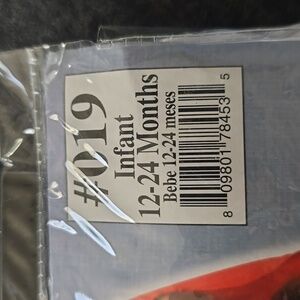 #019
Infant
12-24 Months
Bebe 12-24 meses
8 09801 78453 5